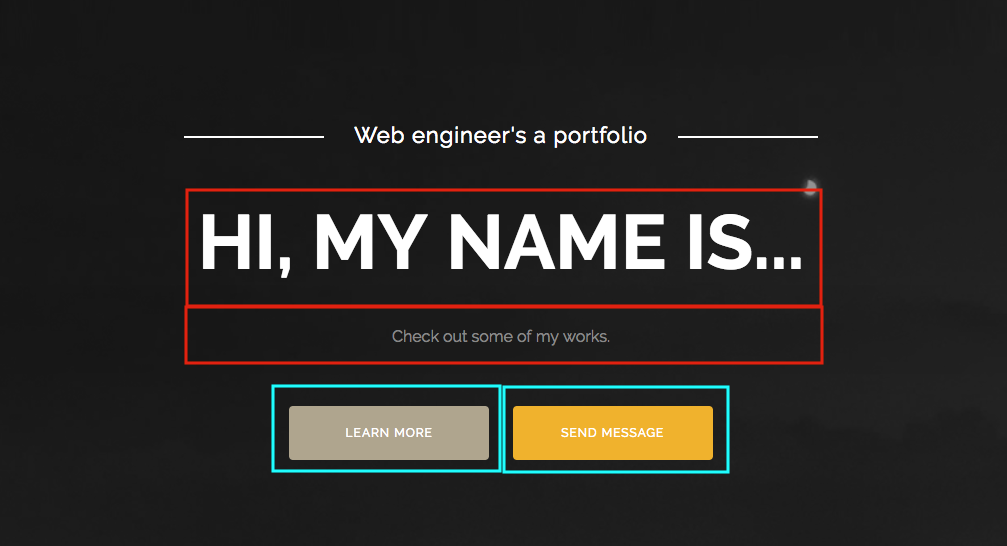 Web engineer's a portfolio
HI, MY NAME IS...
Check out some of my works.
LEARN MORE
SEND MESSAGE